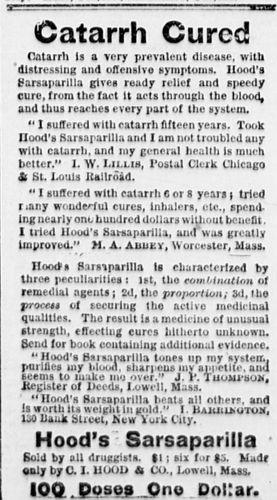 Catarrh Cured
Catarrh is a very prevalent disease, with
distressing and offensive symptoms. Hood's
Sarsaparilla gives ready relief and speedy
cure, from the fact it acts through the blood,
and thus reaches every part of the system.
"I suffered with catarrh fifteen years. Took
Hood's Sarsaparilla and I am not troubled any
with catarrh, and my general health is much
better." I. W. LILLIS, Postal Clerk Chicago
& St. Louis Railroad.
"I suffered with catarrh 6 or 8 years; tried
many wonderful cures, inhalers, etc., spend-
ing nearly one hundred dollars without benefit.
I tried Hood's Sarsaparilla, and was greatly
improved." M. A. ABBEY, Worcester, Mass.
Hood's Sarsaparilla is characterized by
three peculiarities: 1st, the combination of
remedial agents; 2d, the proportion; 3d, the
process of securing the active medicinal
qualities. The result is a medicine of unusual
strength, effecting cures hitherto unknown.
Send for book containing additional evidence.
"Hood's Sarsaparilla tones up my system,
purifies my blood, sharpens my appetite, and
seems to make me over." J. P. THOMPSON,
Register of Deeds, Lowell, Mass.
"Hood's Sarsaparilla beats all others, and
is worth its weight in gold." I. BARRINGTON,
130 Bank Street, New York City.
Hood's Sarsaparilla
Sold by all druggists. $1; six for $5. Made
only by C. I. HOOD & CO., Lowell, Mass.
100 Doses One Dollar.